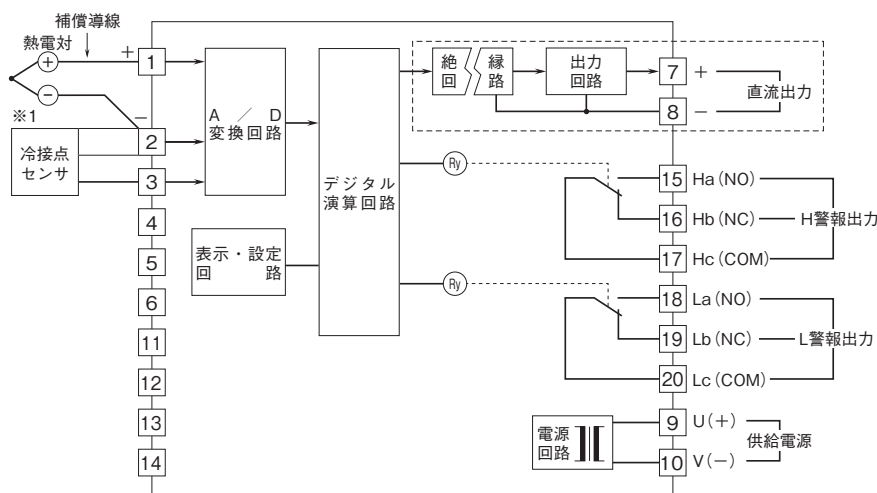 補償導線
熱電対
+
+
−
−
※1
冷接点
センサ
1
2
3
4
5
6
11
12
13
14
A / D
変換回路
表示・設定
回 路
デジタル
演算回路
絶 縁
回 路
出力
回路
7 +
8 −
直流出力
Ry
15 Ha(NO)
16 Hb(NC)
17 Hc(COM)
H警報出力
Ry
18 La(NO)
19 Lb(NC)
20 Lc(COM)
L警報出力
電源
回路
9 U(+)
10 V(−)
供給電源